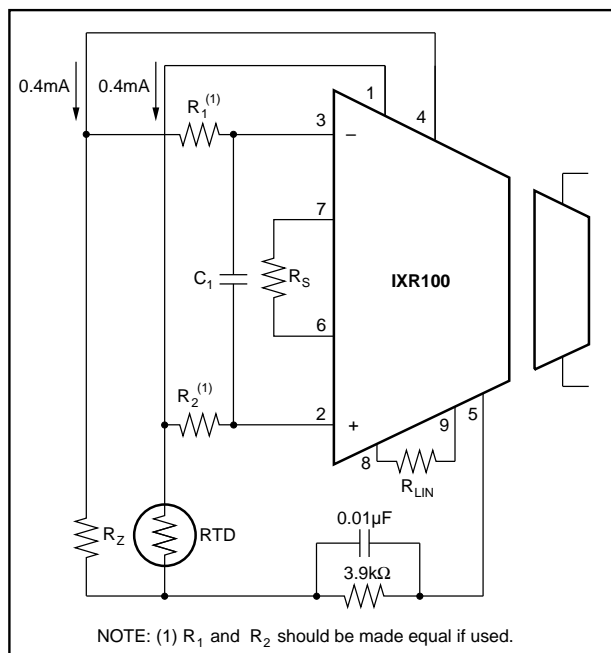 0.4mA 0.4mA
1
4
R1(1)
3
–
7
C1
RS
IXR100
6
R2(1)
2
+
9
5
8
RLIN
0.01µF
RZ
RTD
3.9kΩ
NOTE: (1) R1 and R2 should be made equal if used.